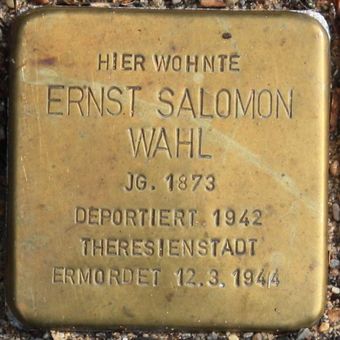 HIER WOHNTE
ERNST SALOMON
WAHL
JG. 1873
DEPORTIERT 1942
THERESIENSTADT
ERMORDET 12.3.1944